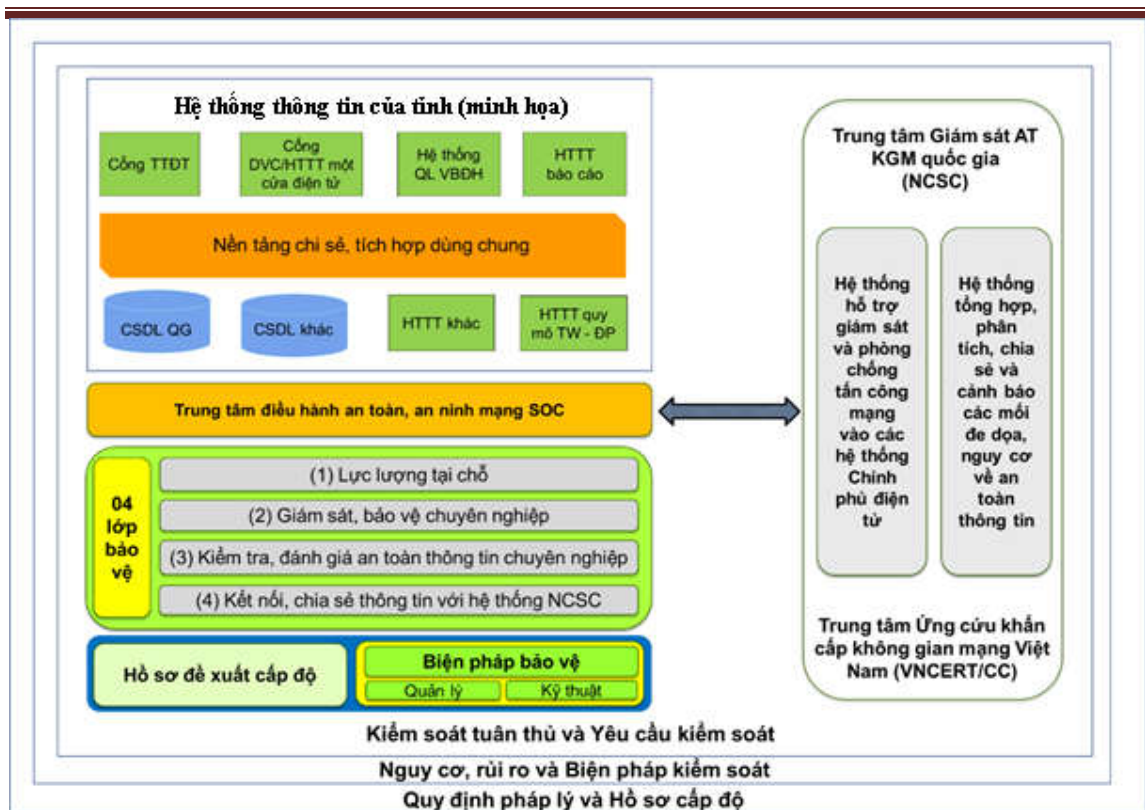 Hệ thống thông tin của tỉnh (minh họa)
Cổng TTĐT
Cổng
DVC/HTTT một
cửa điện tử
Hệ thống
QL VBĐH
HTTT
báo cáo
Nền tảng chi sẻ, tích hợp dùng chung
CSDL QG
CSDL khác
HTTT khác
HTTT quy
mô TW - ĐP
Trung tâm điều hành an toàn, an ninh mạng SOC
04
lớp
bảo
vệ
(1) Lực lượng tại chỗ
(2) Giám sát, bảo vệ chuyên nghiệp
(3) Kiểm tra, đánh giá an toàn thông tin chuyên nghiệp
(4) Kết nối, chia sẻ thông tin với hệ thống NCSC
Hồ sơ đề xuất cấp độ
Biện pháp bảo vệ
Quản lý
Kỹ thuật
Trung tâm Giám sát AT
KGM quốc gia
(NCSC)
Hệ thống
hỗ trợ
giám sát
và phòng
chống
tấn công
mạng
vào các
hệ thống
Chính
phủ điện
tử
Hệ thống
tổng hợp,
phân
tích, chia
sẻ và
cảnh báo
các mối
đe dọa,
nguy cơ
về an
toàn
thông tin
Trung tâm Ứng cứu khẩn
cấp không gian mạng Việt
Nam (VNCERT/CC)
Kiểm soát tuân thủ và Yêu cầu kiểm soát
Nguy cơ, rủi ro và Biện pháp kiểm soát
Quy định pháp lý và Hồ sơ cấp độ